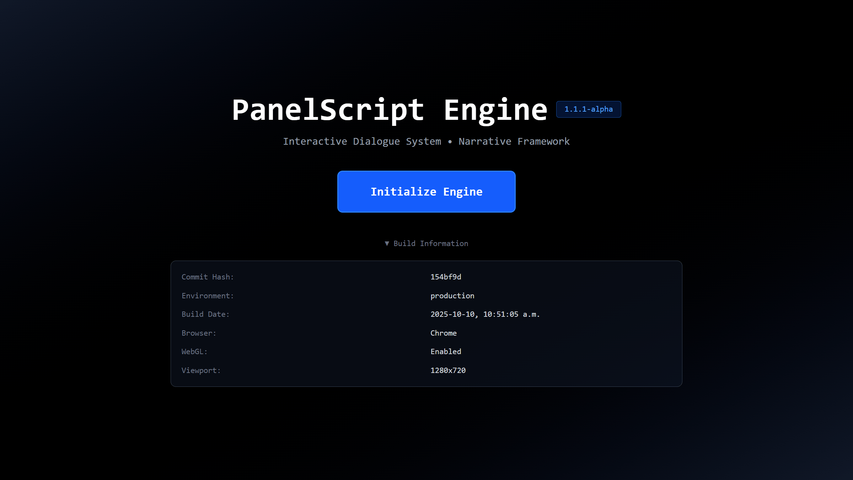 PanelScript Engine 1.1.1-alpha
Interactive Dialogue System • Narrative Framework
Initialize Engine
▼ Build Information
Commit Hash: 154bf9d
Environment: production
Build Date: 2025-10-10, 10:51:05 a.m.
Browser: Chrome
WebGL: Enabled
Viewport: 1280x720